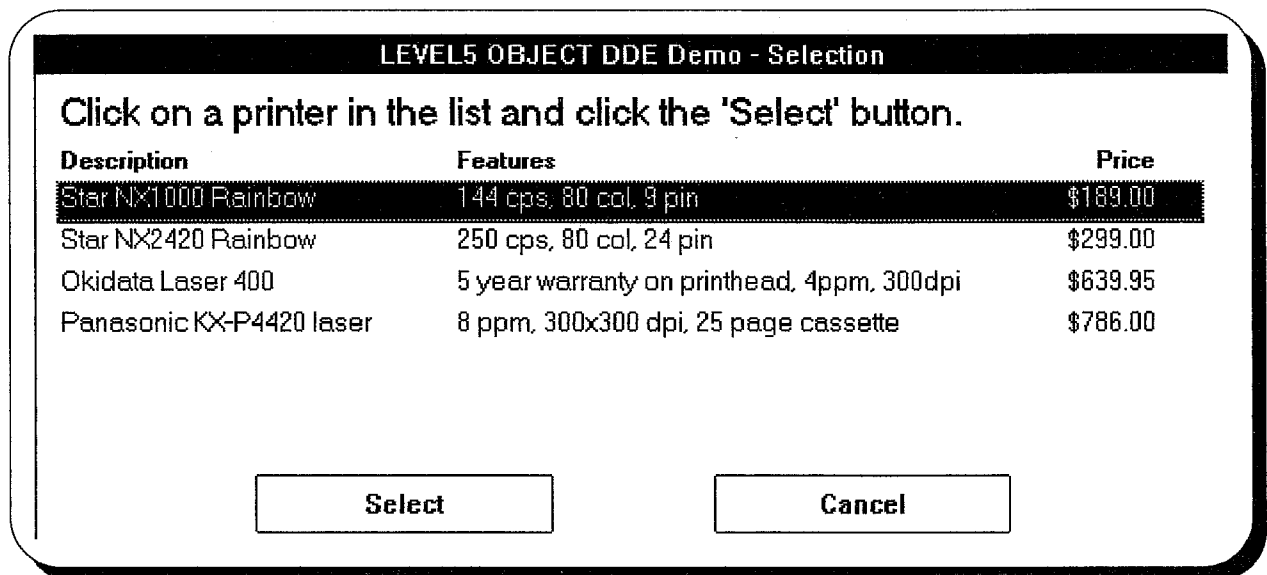 LEVEL5 OBJECT DDE Demo - Selection
Click on a printer in the list and click the 'Select' button.
Description Features Price
Star NX1000 Rainbow 144 cps, 80 col, 9 pin $189.00
Star NX2420 Rainbow 250 cps, 80 col, 24 pin $299.00
Okidata Laser 400 5 year warranty on printhead, 4ppm, 300dpi $639.95
Panasonic KX-P4420 laser 8 ppm, 300x300 dpi, 25 page cassette $786.00
Select Cancel